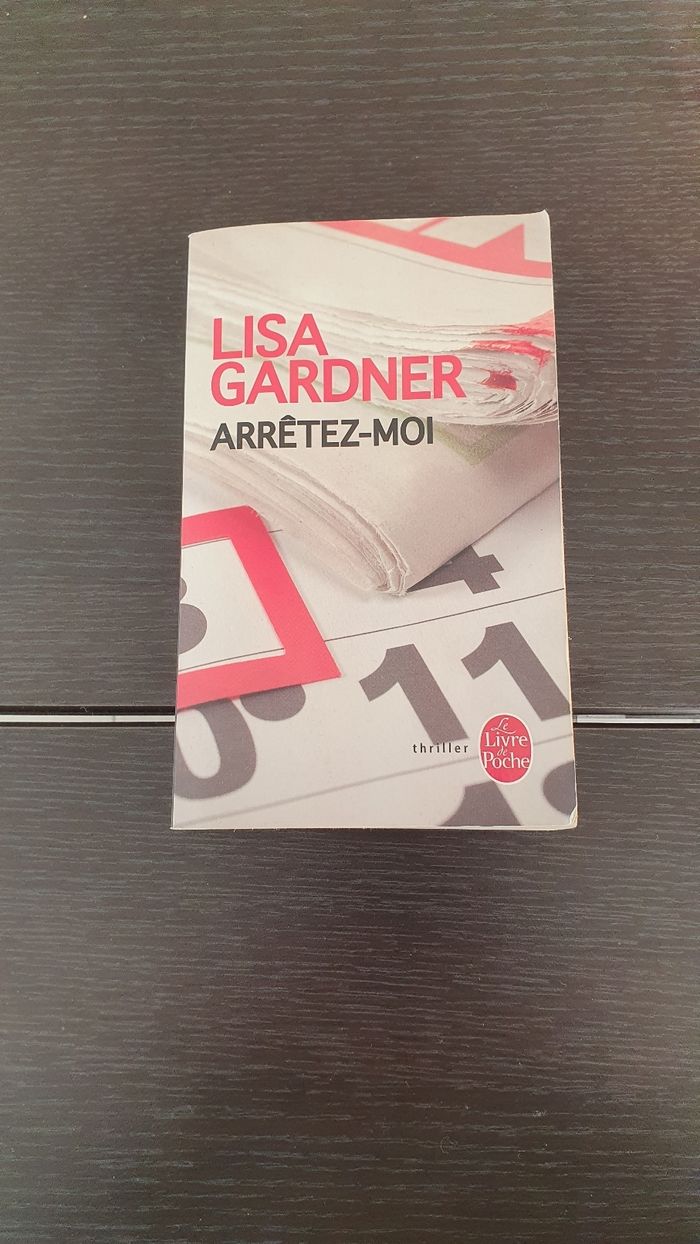 LISA
GARDNER
ARRÊTEZ-MOI
4
11
thriller
Le
Livre
de
Poche